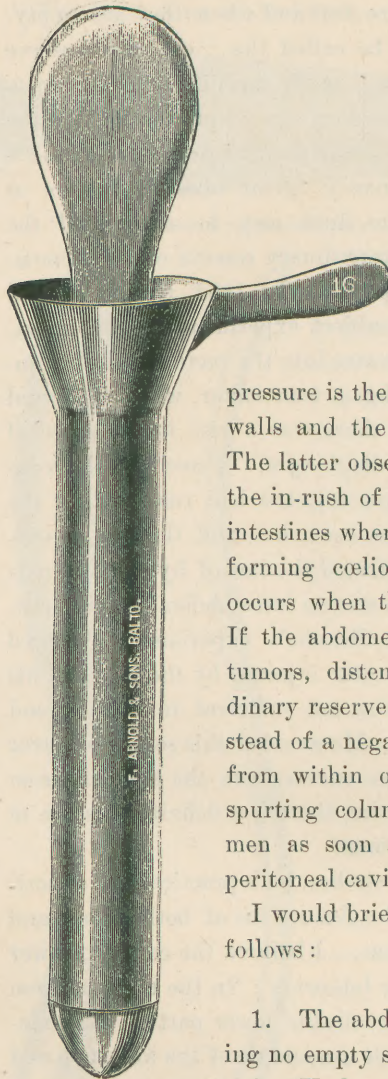 16
pressure is the
walls and the
The latter obse
the in-rush of
intestines when
forming cœlio
occurs when t
If the abdome
tumors, disten
dinary reserve
stead of a nega
from within o
spurting colum
men as soon
peritoneal cavi
I would brie
follows :
1. The abd
ing no empty s
F. ARNOLD & SONS. BALTO.